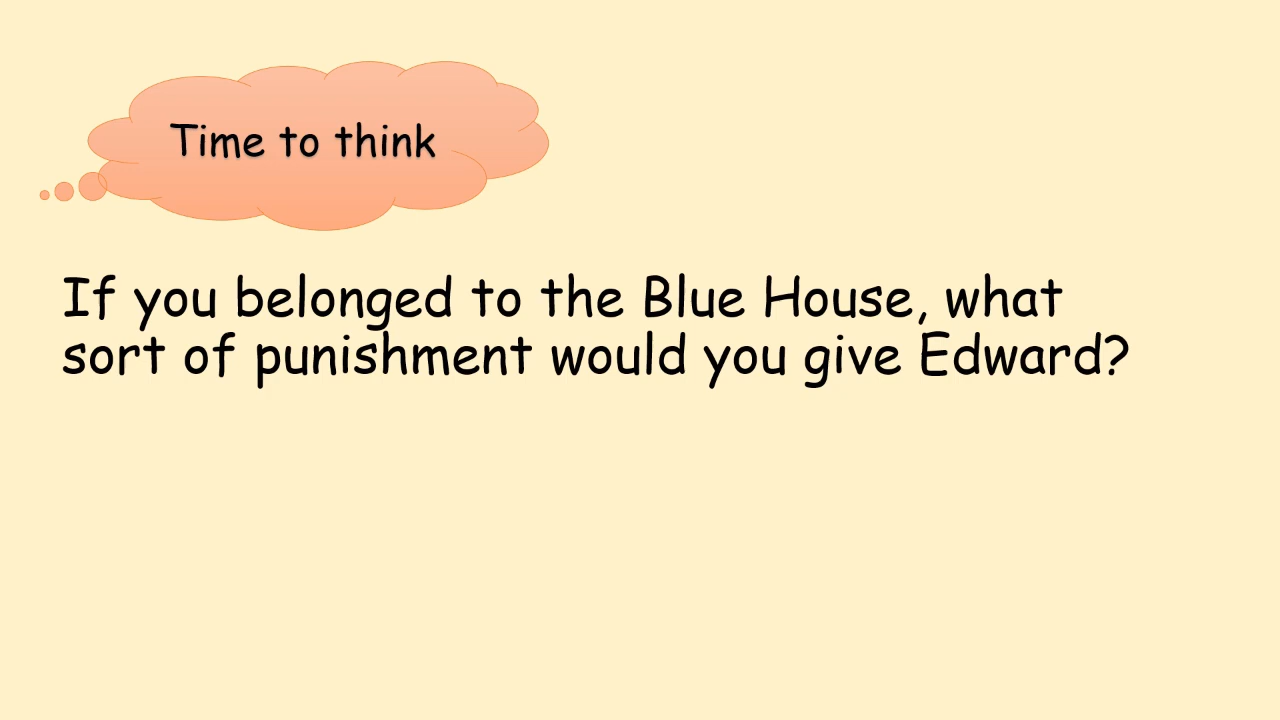 Time to think
If you belonged to the Blue House, what
sort of punishment would you give Edward?